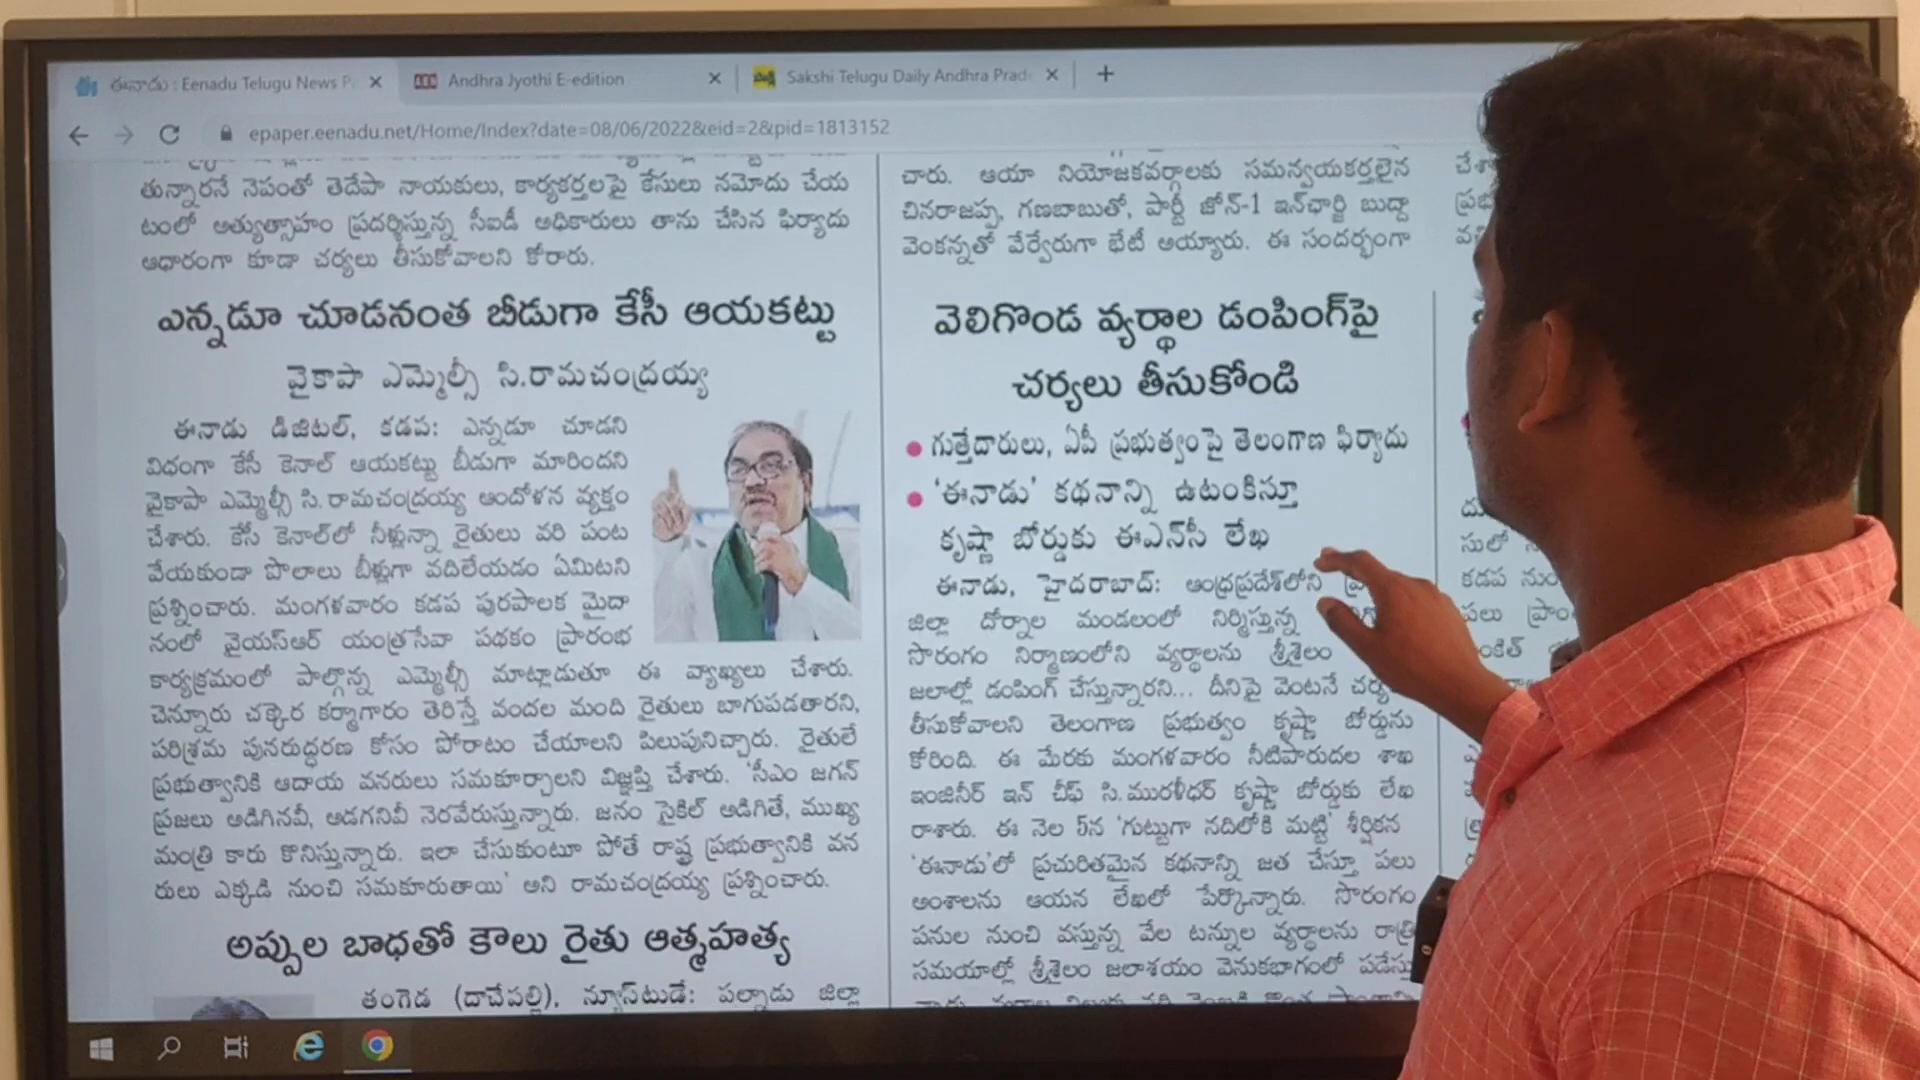 ఈనాడు : Eenadu Telugu News P
Andhra Jyothi E-edition
Sakshi Telugu Daily Andhra Prad
epaper.eenadu.net/Home/Index?date=08/06/2022&eid=2&pid=1813152
తున్నారనే నెపంతో తెదేపా నాయకులు, కార్యకర్తలపై కేసులు నమోదు చేయ
టంలో అత్యుత్సాహం ప్రదర్శిస్తున్న సీఐడీ అధికారులు తాను చేసిన ఫిర్యాదు
ఆధారంగా కూడా చర్యలు తీసుకోవాలని కోరారు.
ఎన్నడూ చూడనంత బీడుగా కేసీ ఆయకట్టు
వైకాపా ఎమ్మెల్సీ సి.రామచంద్రయ్య
ఈనాడు డిజిటల్, కడప: ఎన్నడూ చూడని
విధంగా కేసీ కెనాల్ ఆయకట్టు బీడుగా మారిందని
వైకాపా ఎమ్మెల్సీ సి. రామచంద్రయ్య ఆందోళన వ్యక్తం
చేశారు. కేసీ కెనాల్‌లో నీళ్లున్నా రైతులు వరి పంట
వేయకుండా పొలాలు బీళ్లుగా వదిలేయడం ఏమిటని
ప్రశ్నించారు. మంగళవారం కడప పురపాలక మైదా
నంలో వైయస్ఆర్ యంత్రసేవా పథకం ప్రారంభ
కార్యక్రమంలో పాల్గొన్న ఎమ్మెల్సీ మాట్లాడుతూ ఈ వ్యాఖ్యలు చేశారు.
చెన్నూరు చక్కెర కర్మాగారం తెరిస్తే వందల మంది రైతులు బాగుపడతారని,
పరిశ్రమ పునరుద్ధరణ కోసం పోరాటం చేయాలని పిలుపునిచ్చారు. రైతులే
ప్రభుత్వానికి ఆదాయ వనరులు సమకూర్చాలని విజ్ఞప్తి చేశారు. 'సీఎం జగన్
ప్రజలు అడిగినవీ, అడగనివీ నెరవేరుస్తున్నారు. జనం సైకిల్ అడిగితే, ముఖ్య
మంత్రి కారు కొనిస్తున్నారు. ఇలా చేసుకుంటూ పోతే రాష్ట్ర ప్రభుత్వానికి వన
రులు ఎక్కడి నుంచి సమకూరుతాయి' అని రామచంద్రయ్య ప్రశ్నించారు.
అప్పుల బాధతో కౌలు రైతు ఆత్మహత్య
తంగెడ (దాచేపల్లి), న్యూస్‌టుడే: పల్నాడు జిల్లా
చారు. ఆయా నియోజకవర్గాలకు సమన్వయకర్తలైన
చినరాజప్ప, గణబాబుతో, పార్టీ జోన్-1 ఇన్‌ఛార్జి బుద్దా
వెంకన్నతో వేర్వేరుగా భేటీ అయ్యారు. ఈ సందర్భంగా
వెలిగొండ వ్యర్థాల డంపింగ్‌పై
చర్యలు తీసుకోండి
గుత్తేదారులు, ఏపీ ప్రభుత్వంపై తెలంగాణ ఫిర్యాదు
'ఈనాడు' కథనాన్ని ఉటంకిస్తూ
కృష్ణా బోర్డుకు ఈఎన్‌సీ లేఖ
ఈనాడు, హైదరాబాద్: ఆంధ్రప్రదేశ్‌లోని
జిల్లా దోర్నాల మండలంలో నిర్మిస్తున్న
సొరంగం నిర్మాణంలోని వ్యర్థాలను శ్రీశైలం
జలాల్లో డంపింగ్ చేస్తున్నారని... దీనిపై వెంటనే
తీసుకోవాలని తెలంగాణ ప్రభుత్వం కృష్ణా బోర్డును
కోరింది. ఈ మేరకు మంగళవారం నీటిపారుదల శాఖ
ఇంజినీర్ ఇన్ చీఫ్ సి.మురళీధర్ కృష్ణా బోర్డుకు లేఖ
రాశారు. ఈ నెల 5న 'గుట్టుగా నదిలోకి మట్టి' శీర్షికన
'ఈనాడు'లో ప్రచురితమైన కథనాన్ని జత చేస్తూ పలు
అంశాలను ఆయన లేఖలో పేర్కొన్నారు. సొరంగం
పనుల నుంచి వస్తున్న వేల టన్నుల వ్యర్థాలను రాత్రి
సమయాల్లో శ్రీశైలం జలాశయం వెనుకభాగంలో పడేసు